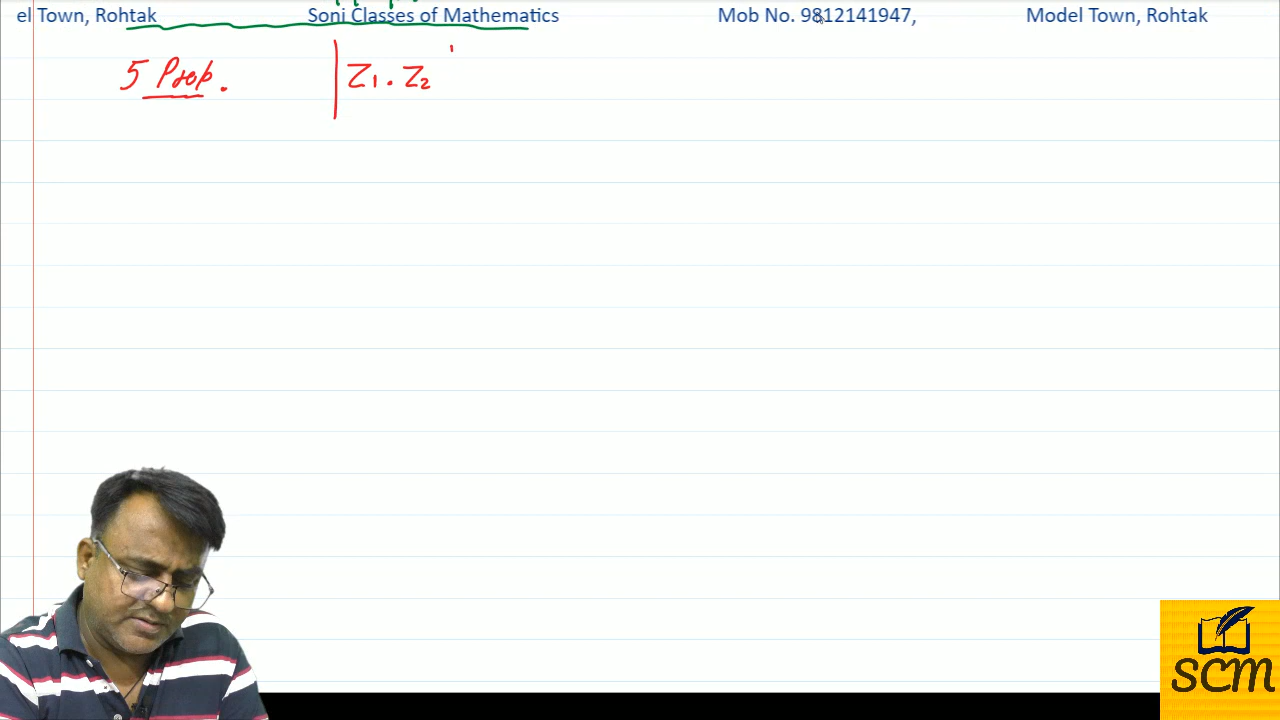 el Town, Rohtak Soni Classes of Mathematics Mob No. 9812141947, Model Town, Rohtak
5 Prop. |Z1 . Z2
SCM